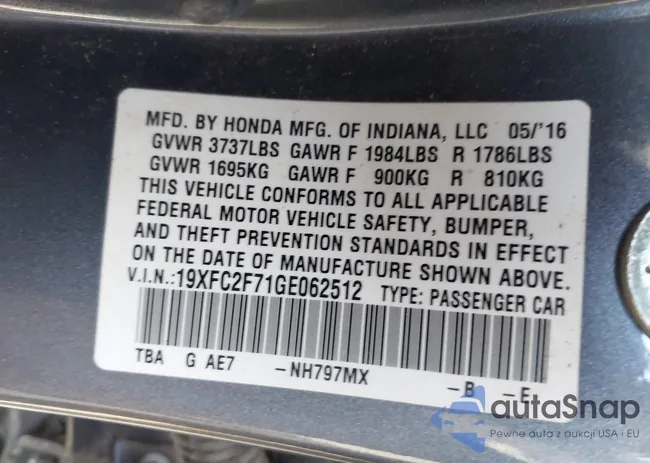 MFD. BY HONDA MFG. OF INDIANA, LLC 05/'16
GVWR 3737LBS GAWR F 1984LBS R 1786LBS
GVWR 1695KG GAWR F 900KG R 810KG
THIS VEHICLE CONFORMS TO ALL APPLICABLE
FEDERAL MOTOR VEHICLE SAFETY, BUMPER,
AND THEFT PREVENTION STANDARDS IN EFFECT
ON THE DATE OF MANUFACTURE SHOWN ABOVE.
V.I.N.:19XFC2F71GE062512 TYPE: PASSENGER CAR
TBA G AE7 -NH797MX -B -E
autaSnap
Pewne auta z aukcji USA i EU